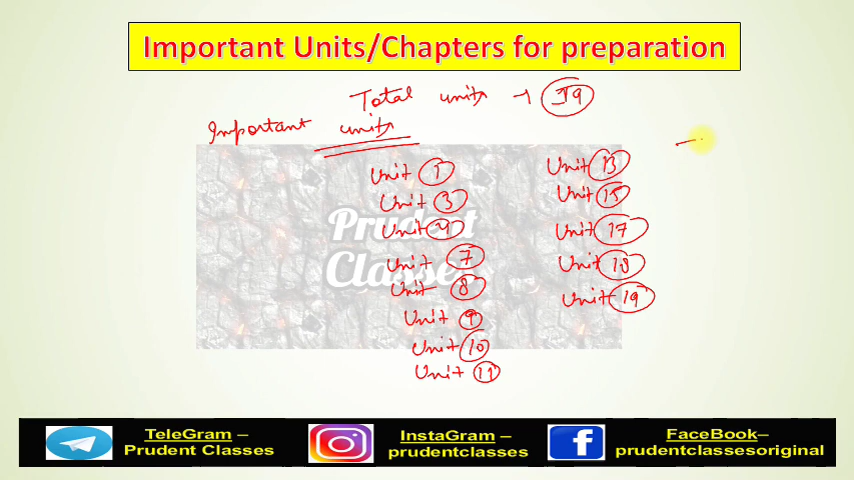 Important Units/Chapters for preparation
Total units → 19
Important units
Unit 1
Unit 3
Unit 4
Unit 7
Unit 8
Unit 9
Unit 10
Unit 11
Unit 13
Unit 15
Unit 17
Unit 18
Unit 19
Prudent
Classes
TeleGram –
Prudent Classes
InstaGram –
prudentclasses
FaceBook–
prudentclassesoriginal